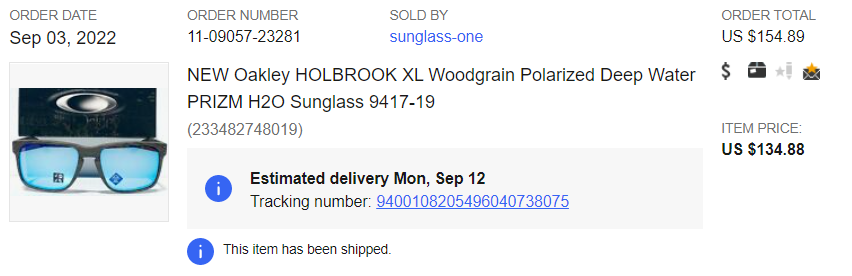 ORDER DATE
Sep 03, 2022
ORDER NUMBER
11-09057-23281
SOLD BY
sunglass-one
ORDER TOTAL
US $154.89
NEW Oakley HOLBROOK XL Woodgrain Polarized Deep Water
PRIZM H2O Sunglass 9417-19
(233482748019)
Estimated delivery Mon, Sep 12
Tracking number: 9400108205496040738075
This item has been shipped.
ITEM PRICE:
US $134.88